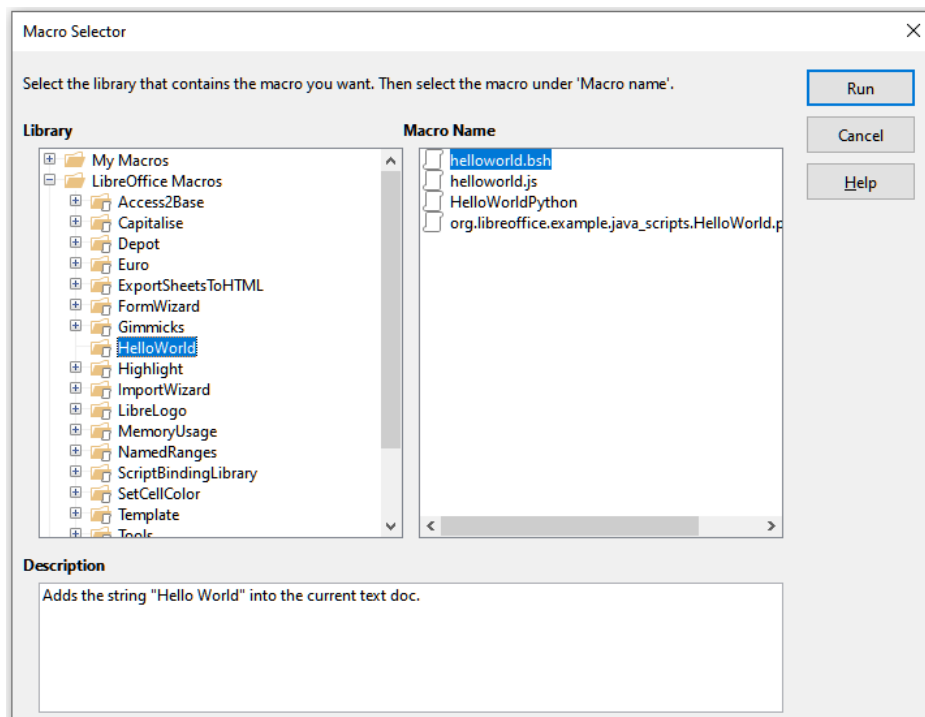 Macro Selector
Select the library that contains the macro you want. Then select the macro under 'Macro name'.
Library
My Macros
LibreOffice Macros
Access2Base
Capitalise
Depot
Euro
ExportSheetsToHTML
FormWizard
Gimmicks
HelloWorld
Highlight
ImportWizard
LibreLogo
MemoryUsage
NamedRanges
ScriptBindingLibrary
SetCellColor
Template
Tools
Macro Name
helloworld.bsh
helloworld.js
HelloWorldPython
org.libreoffice.example.java_scripts.HelloWorld.p
Run
Cancel
Help
Description
Adds the string "Hello World" into the current text doc.